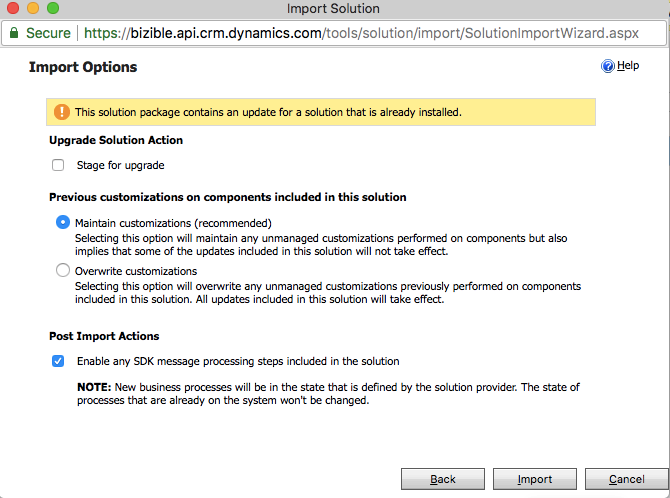 Import Solution
Secure | https://bizible.api.crm.dynamics.com/tools/solution/import/SolutionImportWizard.aspx
Import Options
? Help
! This solution package contains an update for a solution that is already installed.
Upgrade Solution Action
Stage for upgrade
Previous customizations on components included in this solution
Maintain customizations (recommended)
Selecting this option will maintain any unmanaged customizations performed on components but also
implies that some of the updates included in this solution will not take effect.
Overwrite customizations
Selecting this option will overwrite any unmanaged customizations previously performed on components
included in this solution. All updates included in this solution will take effect.
Post Import Actions
Enable any SDK message processing steps included in the solution
NOTE: New business processes will be in the state that is defined by the solution provider. The state of
processes that are already on the system won't be changed.
Back Import Cancel